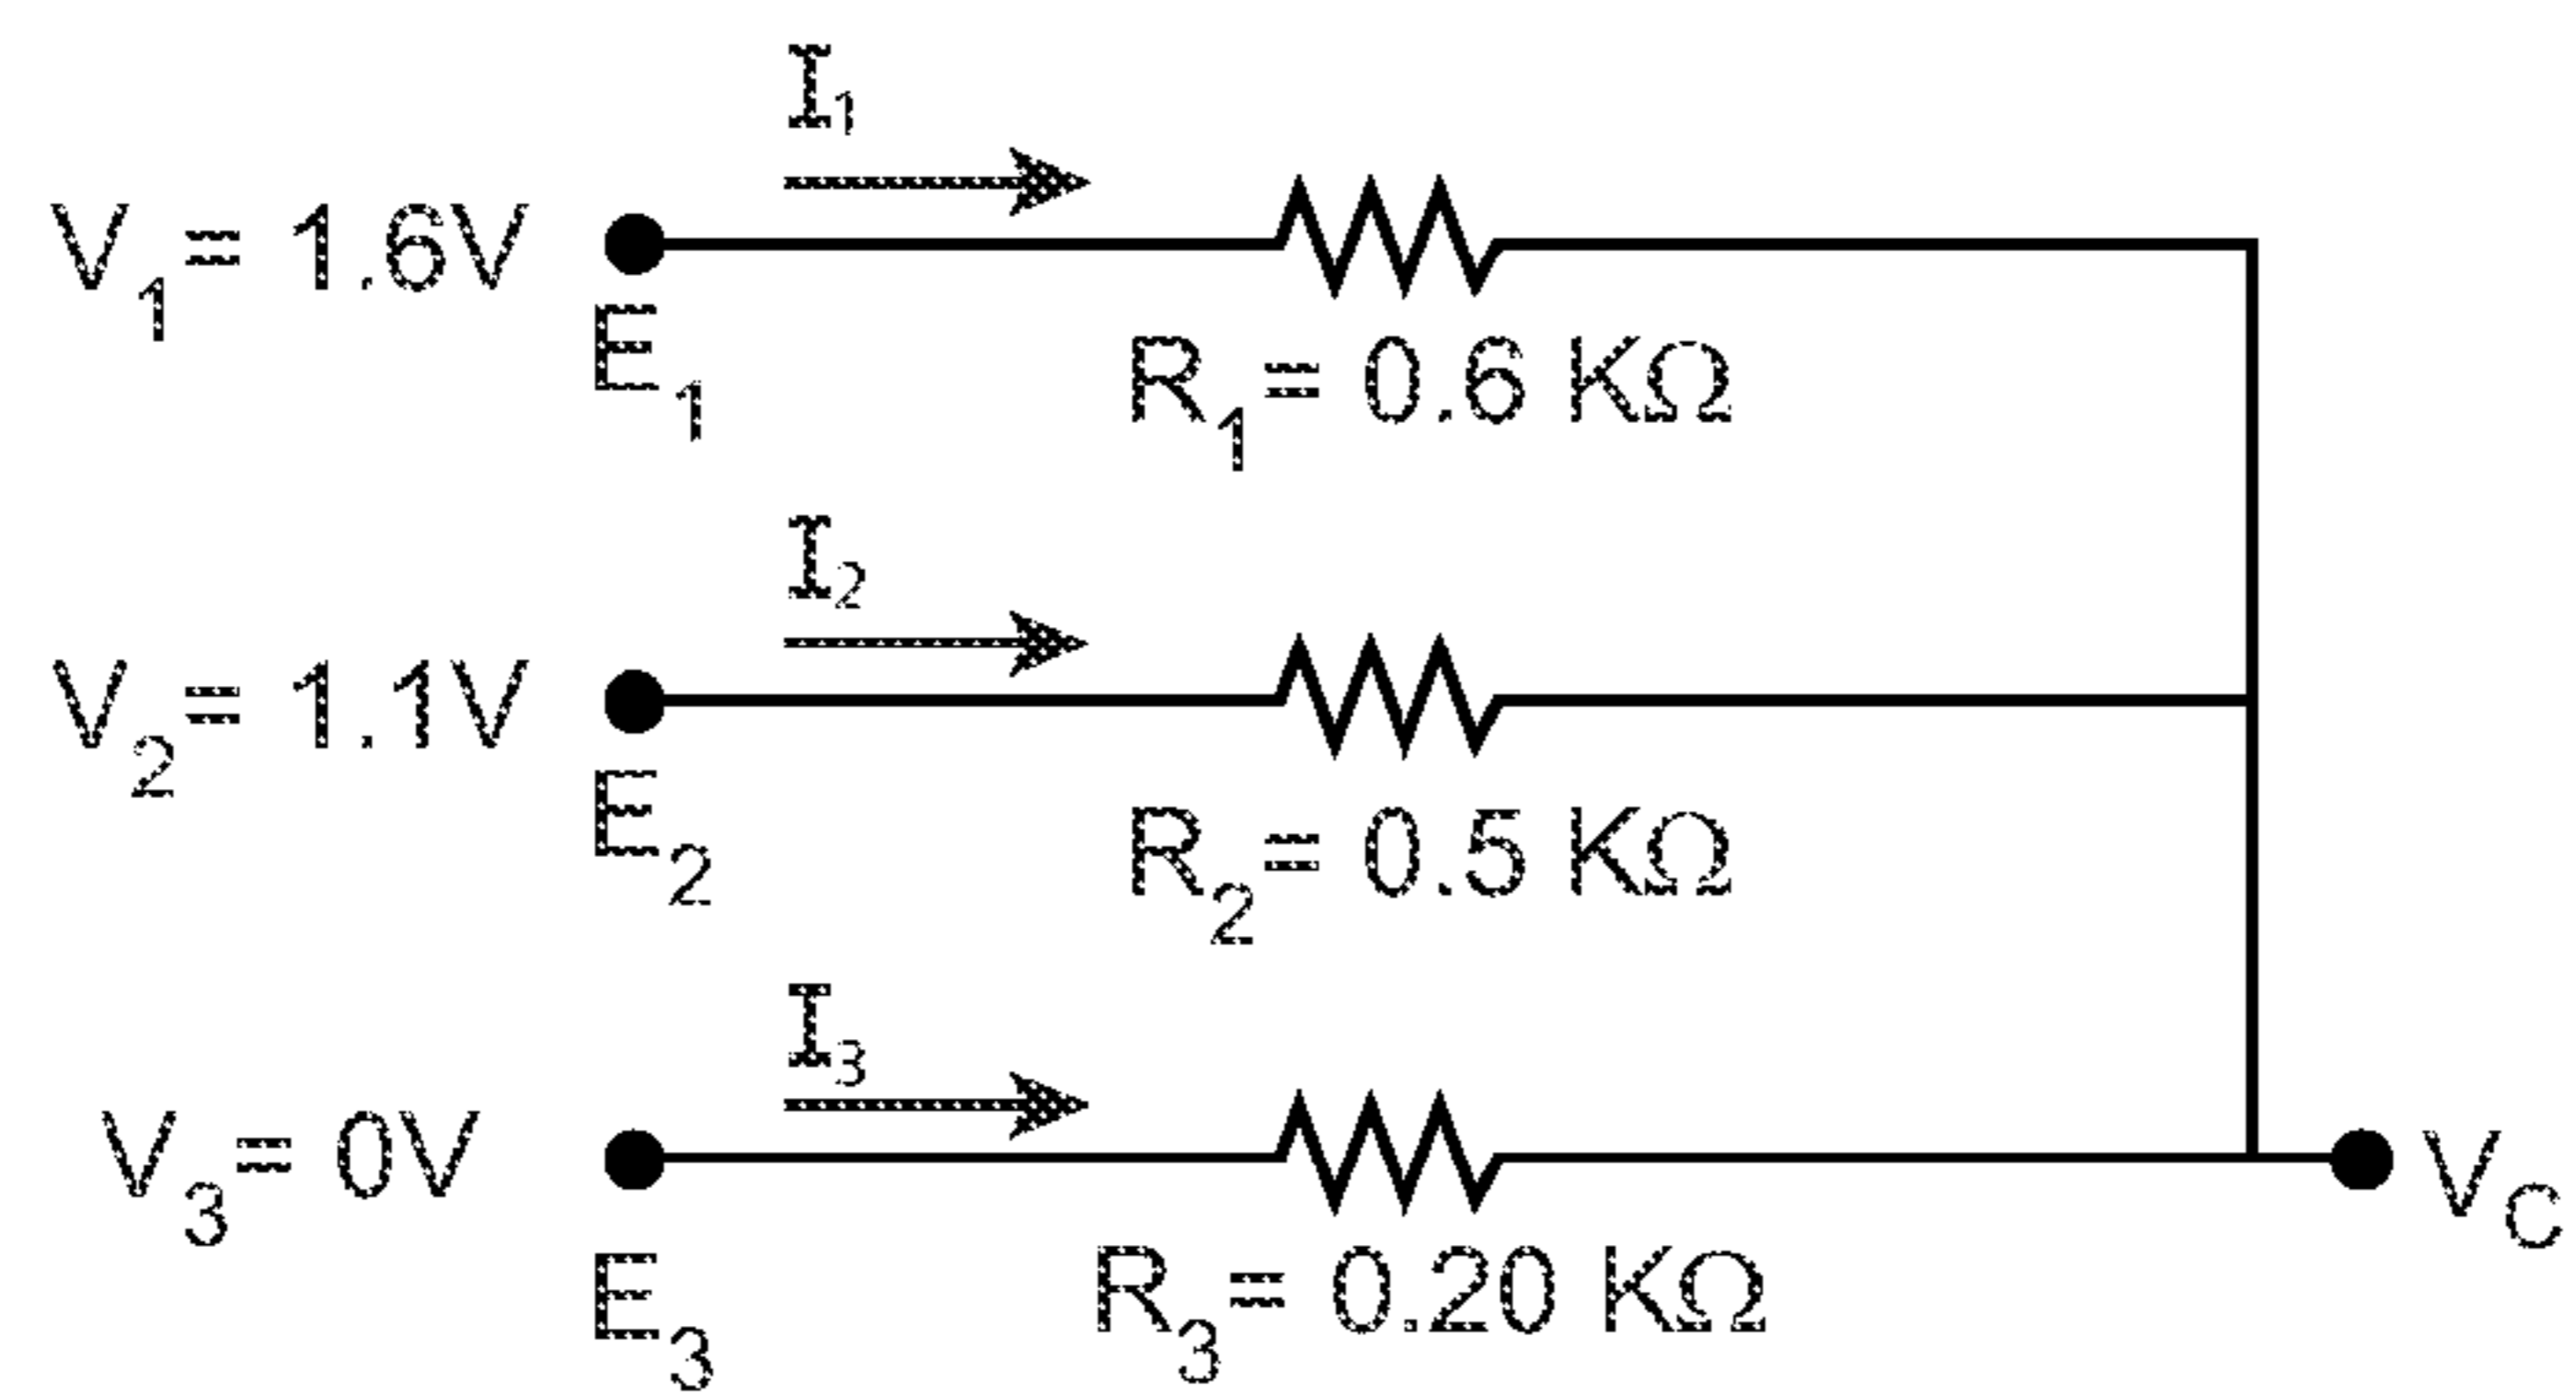 I₁
V₁= 1.6V
E₁
R₁= 0.6 KΩ
I₂
V₂= 1.1V
E₂
R₂= 0.5 KΩ
I₃
V₃= 0V
E₃
R₃= 0.20 KΩ
V_C